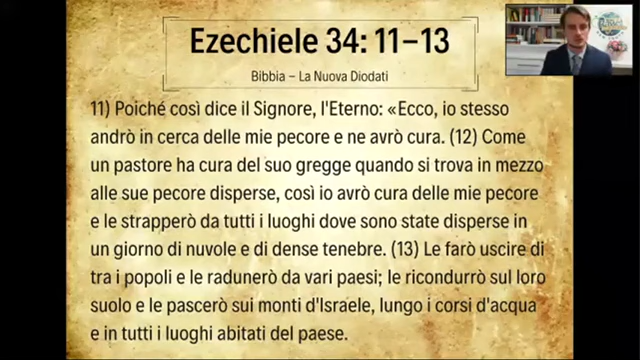 Ezechiele 34: 11–13
Bibbia – La Nuova Diodati
11) Poiché così dice il Signore, l'Eterno: «Ecco, io stesso
andrò in cerca delle mie pecore e ne avrò cura. (12) Come
un pastore ha cura del suo gregge quando si trova in mezzo
alle sue pecore disperse, così io avrò cura delle mie pecore
e le strapperò da tutti i luoghi dove sono state disperse in
un giorno di nuvole e di dense tenebre. (13) Le farò uscire di
tra i popoli e le radunerò da vari paesi; le ricondurrò sul loro
suolo e le pascerò sui monti d'Israele, lungo i corsi d'acqua
e in tutti i luoghi abitati del paese.